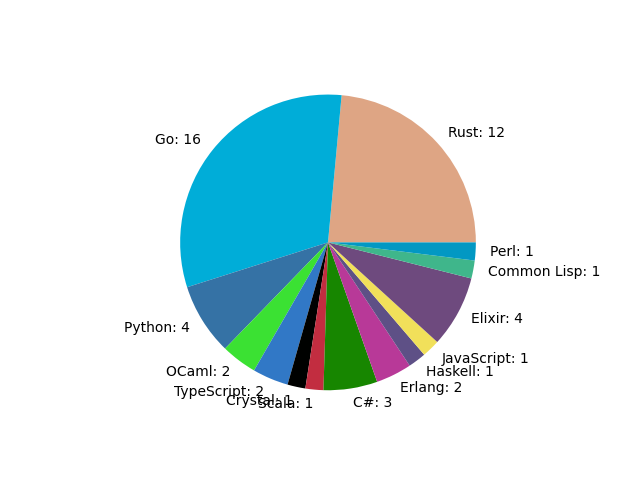 Rust: 12
Go: 16
Python: 4
OCaml: 2
TypeScript: 2
Crystal: 1
Scala: 1
C#: 3
Erlang: 2
Haskell: 1
JavaScript: 1
Elixir: 4
Common Lisp: 1
Perl: 1